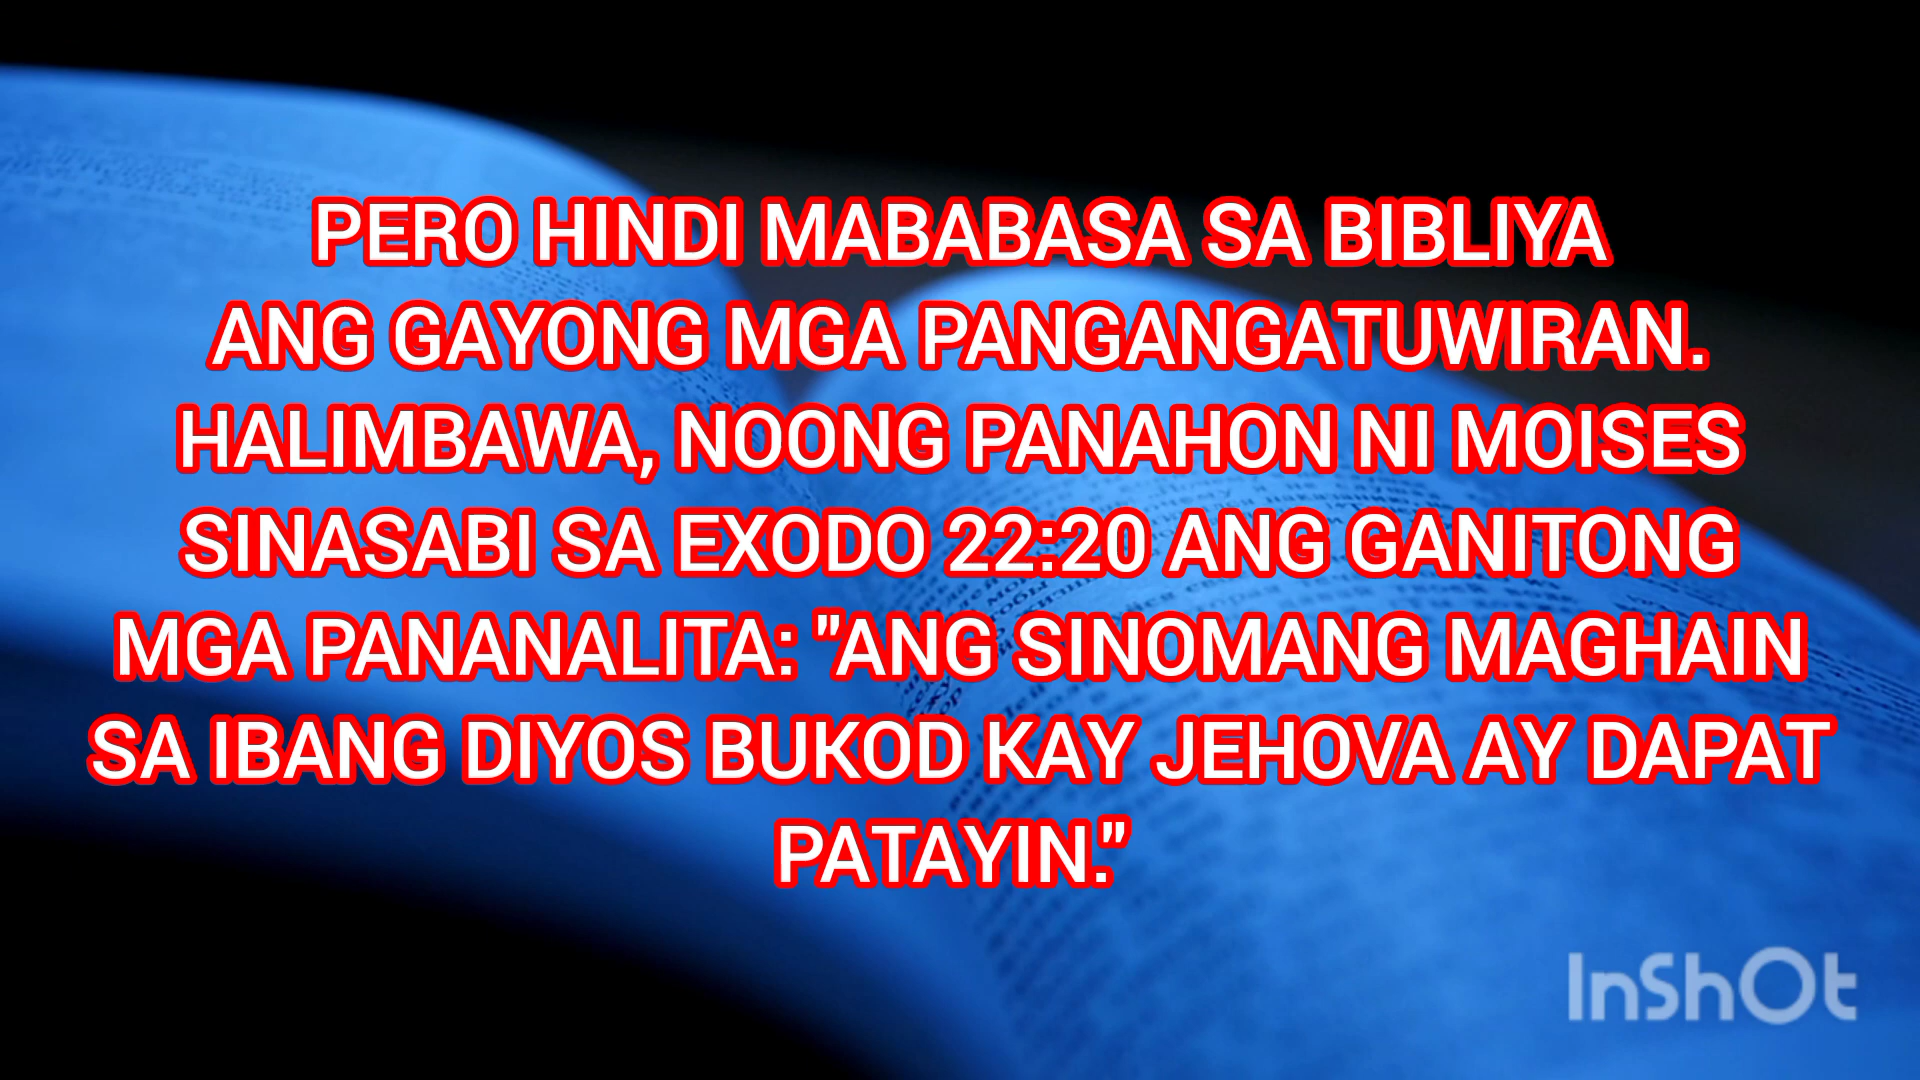 PERO HINDI MABABASA SA BIBLIYA
ANG GAYONG MGA PANGANGATUWIRAN.
HALIMBAWA, NOONG PANAHON NI MOISES
SINASABI SA EXODO 22:20 ANG GANITONG
MGA PANANALITA: "ANG SINOMANG MAGHAIN
SA IBANG DIYOS BUKOD KAY JEHOVA AY DAPAT
PATAYIN."
InShOt